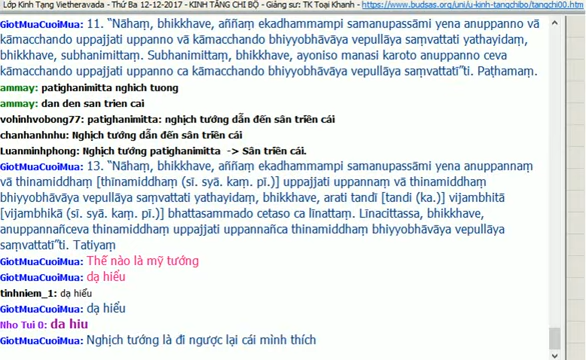 Lớp Kinh Tạng Vietheravada - Thứ Ba 12-12-2017 - KINH TĂNG CHI BỘ - Giảng sư: TK Toại Khanh - https://www.budsas.org/uni/u-kinh-tangchibo/tangchi00.htm
GiotMuaCuoiMua: 11. "Nāhaṃ, bhikkhave, aññaṃ ekadhammampi samanupassāmi yena anuppanno vā
kāmacchando uppajjati uppanno vā kāmacchando bhiyyobhāvāya vepullāya saṃvattati yathayidaṃ,
bhikkhave, subhanimittaṃ. Subhanimittaṃ, bhikkhave, ayoniso manasi karoto anuppanno ceva
kāmacchando uppajjati uppanno ca kāmacchando bhiyyobhāvāya vepullāya saṃvattatī"ti. Paṭhamaṃ.
ammay: patighanimitta nghich tuong
ammay: dan den san trien cai
vohinhvobong77: patighanimitta: nghịch tướng dẫn đến sân triền cái
chanhanhnhu: Nghịch tướng dẫn đến sân triền cái
Luanminhphong: Nghịch tướng patighanimitta -> Sân triền cái.
GiotMuaCuoiMua: 13. "Nāhaṃ, bhikkhave, aññaṃ ekadhammampi samanupassāmi yena anuppannaṃ
vā thinamiddhaṃ [thīnamiddhaṃ (sī. syā. kaṃ. pī.)] uppajjati uppannaṃ vā thinamiddhaṃ
bhiyyobhāvāya vepullāya saṃvattati yathayidaṃ, bhikkhave, arati tandī [tandi (ka.)] vijambhitā
[vijambhikā (sī. syā. kaṃ. pī.)] bhattasammado cetaso ca līnattaṃ. Līnacittassa, bhikkhave,
anuppannañceva thinamiddhaṃ uppajjati uppannañca thinamiddhaṃ bhiyyobhāvāya vepullāya
saṃvattatī"ti. Tatiyaṃ
GiotMuaCuoiMua: Thế nào là mỹ tướng
GiotMuaCuoiMua: dạ hiểu
tinhniem_1: dạ hiểu
GiotMuaCuoiMua: dạ hiểu
Nho Tui 0: da hiu
GiotMuaCuoiMua: Nghịch tướng là đi ngược lại cái mình thích